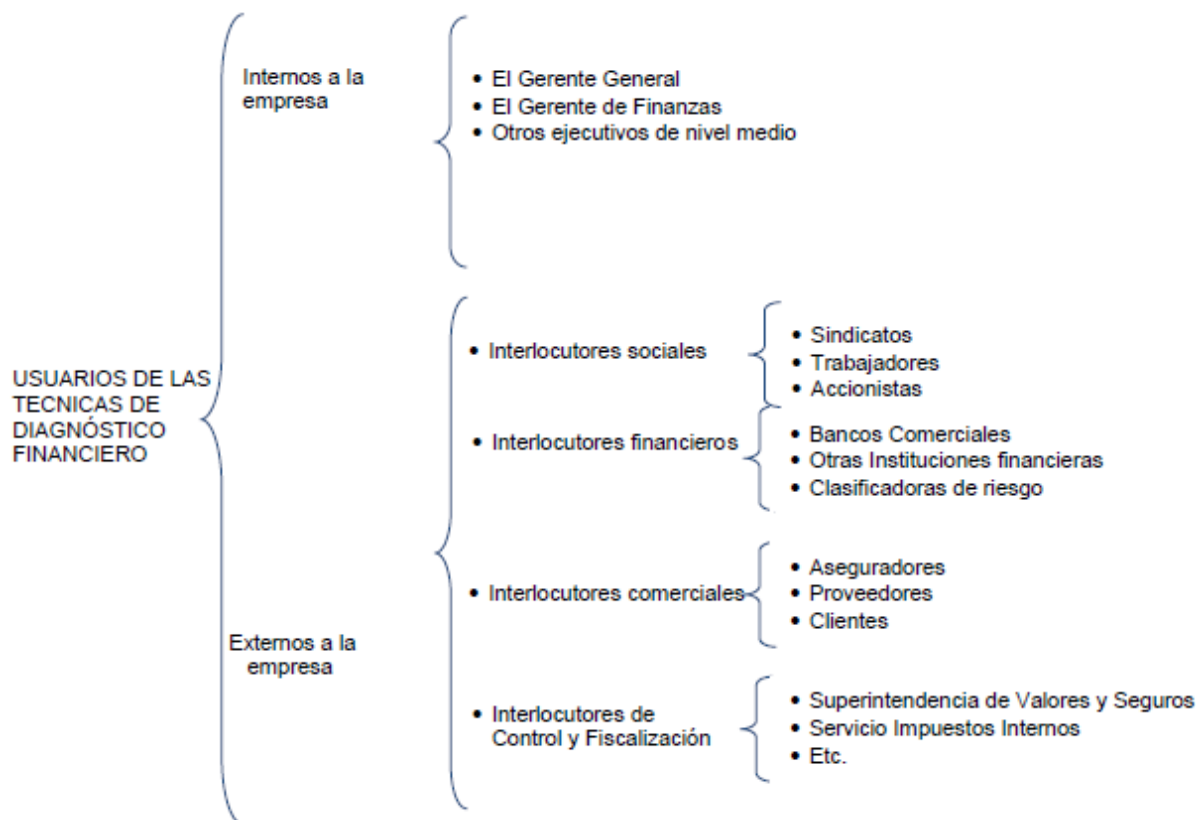 Internos a la
empresa
• El Gerente General
• El Gerente de Finanzas
• Otros ejecutivos de nivel medio
USUARIOS DE LAS
TECNICAS DE
DIAGNÓSTICO
FINANCIERO
Externos a la
empresa
• Interlocutores sociales
• Sindicatos
• Trabajadores
• Accionistas
• Interlocutores financieros
• Bancos Comerciales
• Otras Instituciones financieras
• Clasificadoras de riesgo
• Interlocutores comerciales
• Aseguradores
• Proveedores
• Clientes
• Interlocutores de
Control y Fiscalización
• Superintendencia de Valores y Seguros
• Servicio Impuestos Internos
• Etc.